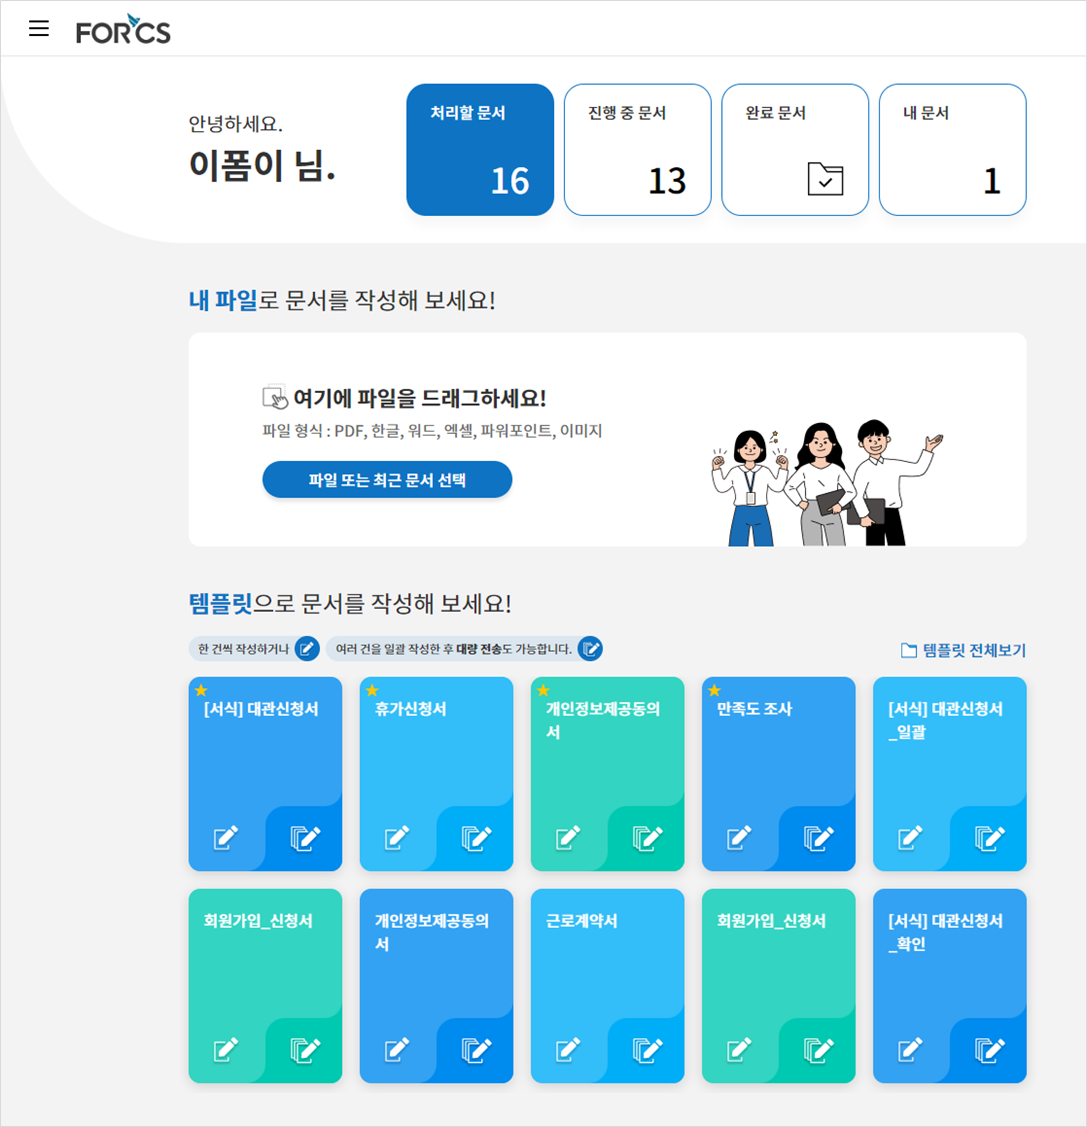 FORCS
안녕하세요.
이폼이 님.
처리할 문서
16
진행 중 문서
13
완료 문서
내 문서
1
내 파일로 문서를 작성해 보세요!
여기에 파일을 드래그하세요!
파일 형식 : PDF, 한글, 워드, 엑셀, 파워포인트, 이미지
파일 또는 최근 문서 선택
템플릿으로 문서를 작성해 보세요!
한 건씩 작성하거나
여러 건을 일괄 작성한 후 대량 전송도 가능합니다.
템플릿 전체보기
[서식] 대관신청서
휴가신청서
개인정보제공동의
서
만족도 조사
[서식] 대관신청서
_일괄
회원가입_신청서
개인정보제공동의
서
근로계약서
회원가입_신청서
[서식] 대관신청서
_확인